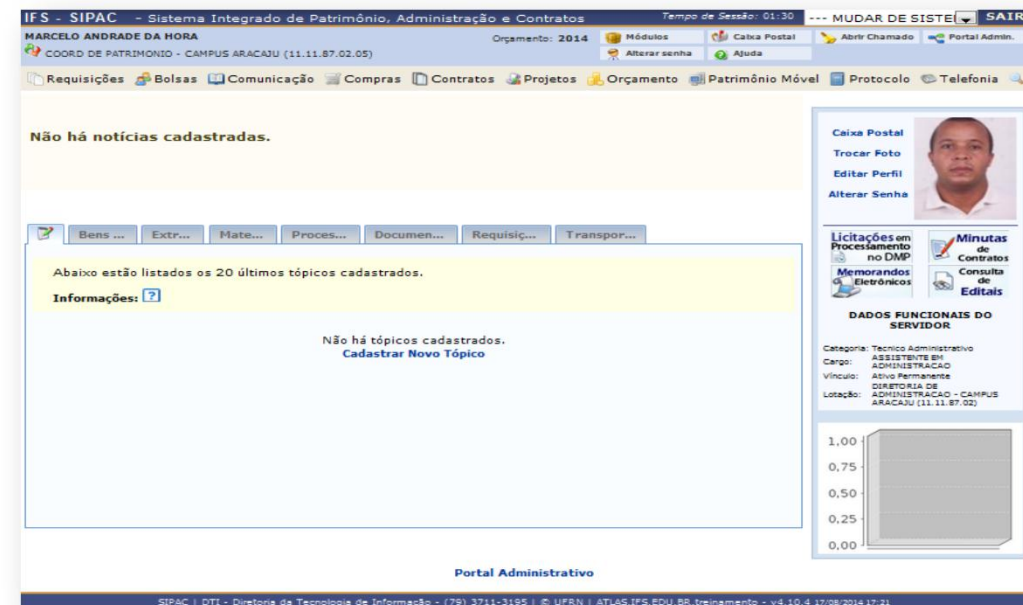 IFS - SIPAC - Sistema Integrado de Patrimônio, Administração e Contratos Tempo de Sessão: 01:30 --- MUDAR DE SISTE SAIR
MARCELO ANDRADE DA HORA Orçamento: 2014 Módulos Caixa Postal Abrir Chamado Portal Admin.
COORD DE PATRIMONIO - CAMPUS ARACAJU (11.11.87.02.05) Alterar senha Ajuda
Requisições Bolsas Comunicação Compras Contratos Projetos Orçamento Patrimônio Móvel Protocolo Telefonia
Não há notícias cadastradas.
Bens ... Extr... Mate... Proces... Documen... Requisiç... Transpor...
Abaixo estão listados os 20 últimos tópicos cadastrados.
Informações: ?
Não há tópicos cadastrados.
Cadastrar Novo Tópico
Caixa Postal
Trocar Foto
Editar Perfil
Alterar Senha
Licitações em
Processamento
no DMP
Minutas
de
Contratos
Memorandos
Eletrônicos
Consulta
de
Editais
DADOS FUNCIONAIS DO
SERVIDOR
Categoria: Tecnico Administrativo
Cargo: ASSISTENTE EM
ADMINISTRACAO
Vínculo: Ativo Permanente
Lotação: DIRETORIA DE
ADMINISTRACAO - CAMPUS
ARACAJU (11.11.87.02)
1,00
0,75
0,50
0,25
0,00
Portal Administrativo
SIPAC | DTI - Diretoria da Tecnologia de Informação - (79) 3711-3195 | © UFRN | ATLAS.IFS.EDU.BR.treinamento - v4.10.4 17/08/2014 17:21